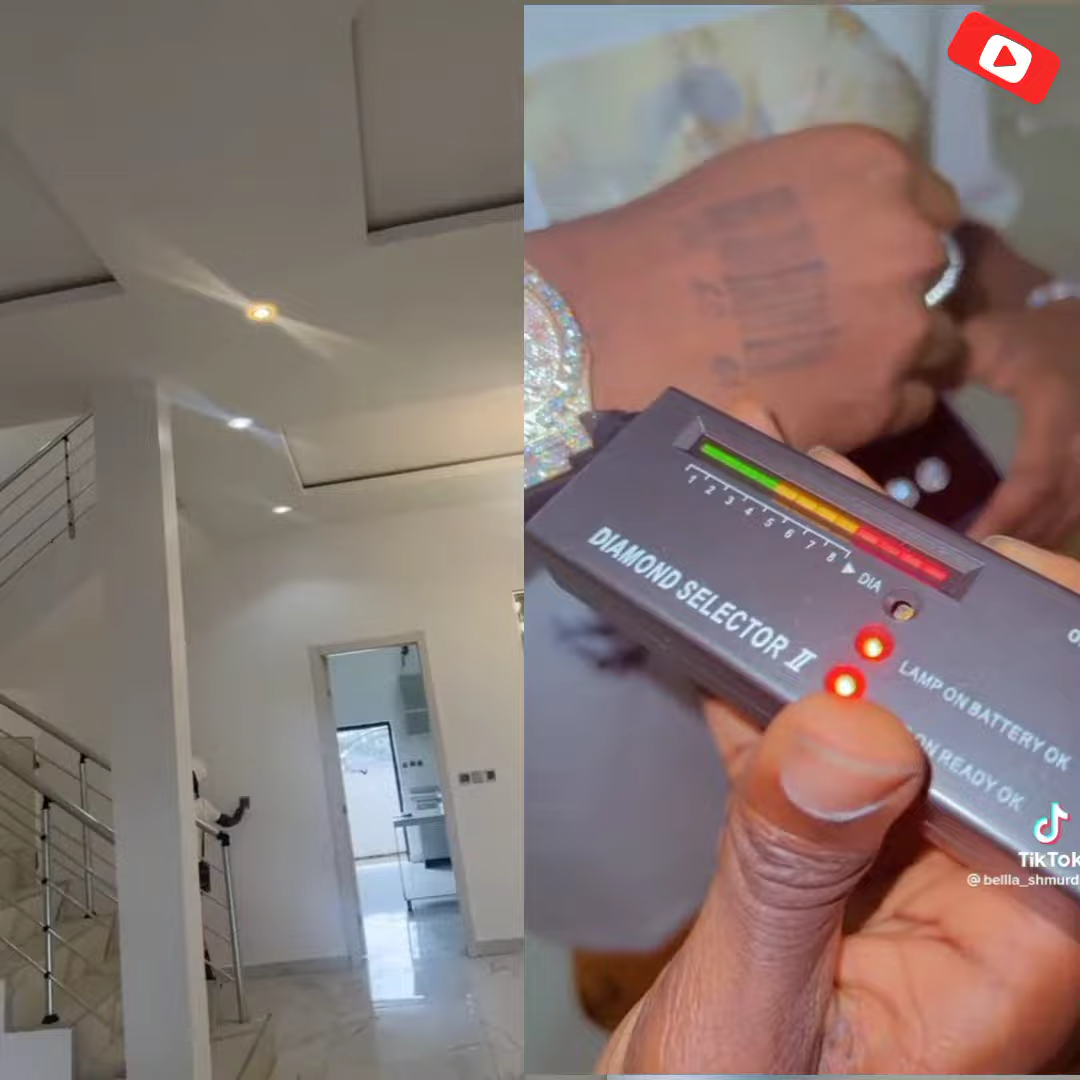 1 2 3 4 5 6 7 8 ▶ DIA
DIAMOND SELECTOR II
LAMP ON BATTERY OK
ON READY OK
TikTok
@bellla_shmurd